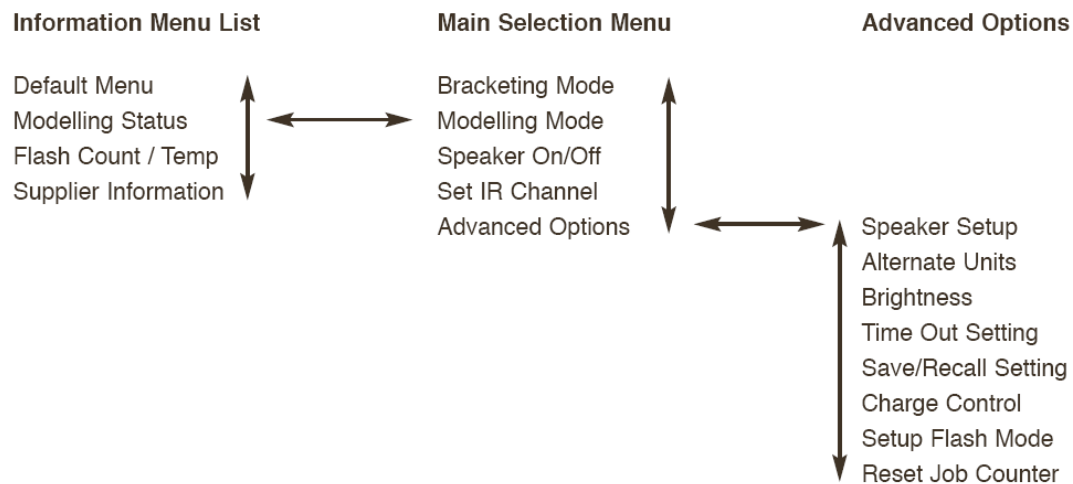 Information Menu List
Default Menu
Modelling Status
Flash Count / Temp
Supplier Information
Main Selection Menu
Bracketing Mode
Modelling Mode
Speaker On/Off
Set IR Channel
Advanced Options
Advanced Options
Speaker Setup
Alternate Units
Brightness
Time Out Setting
Save/Recall Setting
Charge Control
Setup Flash Mode
Reset Job Counter